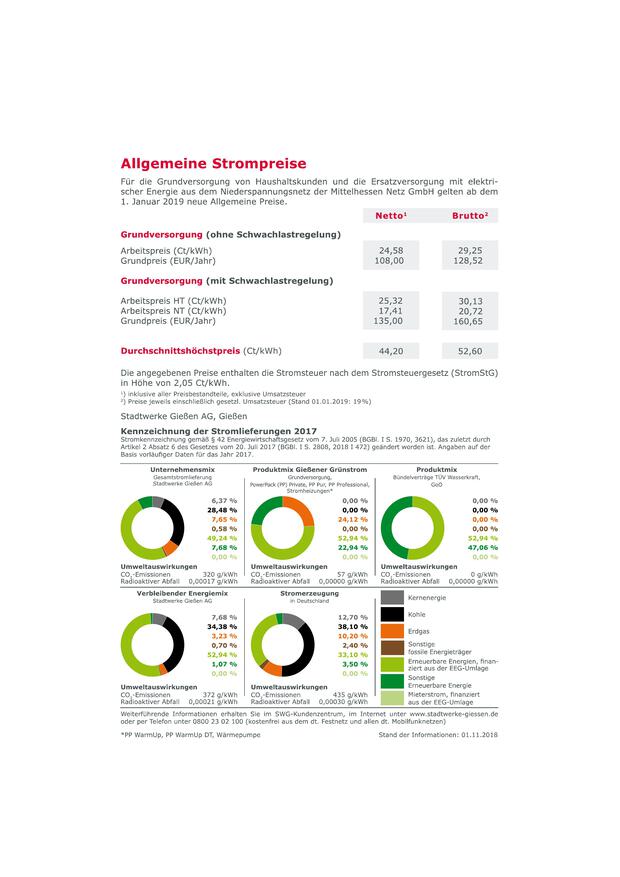 Allgemeine Strompreise
Für die Grundversorgung von Haushaltskunden und die Ersatzversorgung mit elektri-
scher Energie aus dem Niederspannungsnetz der Mittelhessen Netz GmbH gelten ab dem
1. Januar 2019 neue Allgemeine Preise.
Netto¹ Brutto²
Grundversorgung (ohne Schwachlastregelung)
Arbeitspreis (Ct/kWh) 24,58 29,25
Grundpreis (EUR/Jahr) 108,00 128,52
Grundversorgung (mit Schwachlastregelung)
Arbeitspreis HT (Ct/kWh) 25,32 30,13
Arbeitspreis NT (Ct/kWh) 17,41 20,72
Grundpreis (EUR/Jahr) 135,00 160,65
Durchschnittshöchstpreis (Ct/kWh) 44,20 52,60
Die angegebenen Preise enthalten die Stromsteuer nach dem Stromsteuergesetz (StromStG)
in Höhe von 2,05 Ct/kWh.
¹) inklusive aller Preisbestandteile, exklusive Umsatzsteuer
²) Preise jeweils einschließlich gesetzl. Umsatzsteuer (Stand 01.01.2019: 19%)
Stadtwerke Gießen AG, Gießen
Kennzeichnung der Stromlieferungen 2017
Stromkennzeichnung gemäß § 42 Energiewirtschaftsgesetz vom 7. Juli 2005 (BGBl. I S. 1970, 3621), das zuletzt durch
Artikel 2 Absatz 6 des Gesetzes vom 20. Juli 2017 (BGBl. I S. 2808, 2018 I 472) geändert worden ist. Angaben auf der
Basis vorläufiger Daten für das Jahr 2017.
Unternehmensmix
Gesamtstromlieferung
Stadtwerke Gießen AG
6,37 %
28,48 %
7,65 %
0,58 %
49,24 %
7,68 %
0,00 %
Umweltauswirkungen
CO₂-Emissionen 320 g/kWh
Radioaktiver Abfall 0,00017 g/kWh
Produktmix Gießener Grünstrom
Grundversorgung,
PowerPack (PP) Private, PP Pur, PP Professional,
Stromheizungen*
0,00 %
0,00 %
24,12 %
0,00 %
52,94 %
22,94 %
0,00 %
Umweltauswirkungen
CO₂-Emissionen 57 g/kWh
Radioaktiver Abfall 0,00000 g/kWh
Produktmix
Bündelverträge TÜV Wasserkraft,
GoO
0,00 %
0,00 %
0,00 %
0,00 %
52,94 %
47,06 %
0,00 %
Umweltauswirkungen
CO₂-Emissionen 0 g/kWh
Radioaktiver Abfall 0,00000 g/kWh
Verbleibender Energiemix
Stadtwerke Gießen AG
7,68 %
34,38 %
3,23 %
0,70 %
52,94 %
1,07 %
0,00 %
Umweltauswirkungen
CO₂-Emissionen 372 g/kWh
Radioaktiver Abfall 0,00021 g/kWh
Stromerzeugung
in Deutschland
12,70 %
38,10 %
10,20 %
2,40 %
33,10 %
3,50 %
0,00 %
Umweltauswirkungen
CO₂-Emissionen 435 g/kWh
Radioaktiver Abfall 0,00030 g/kWh
Kernenergie
Kohle
Erdgas
Sonstige
fossile Energieträger
Erneuerbare Energien, finan-
ziert aus der EEG-Umlage
Sonstige
Erneuerbare Energie
Mieterstrom, finanziert
aus der EEG-Umlage
Weiterführende Informationen erhalten Sie im SWG-Kundenzentrum, im Internet unter www.stadtwerke-giessen.de
oder per Telefon unter 0800 23 02 100 (kostenfrei aus dem dt. Festnetz und allen dt. Mobilfunknetzen)
*PP WarmUp, PP WarmUp DT, Wärmepumpe Stand der Informationen: 01.11.2018